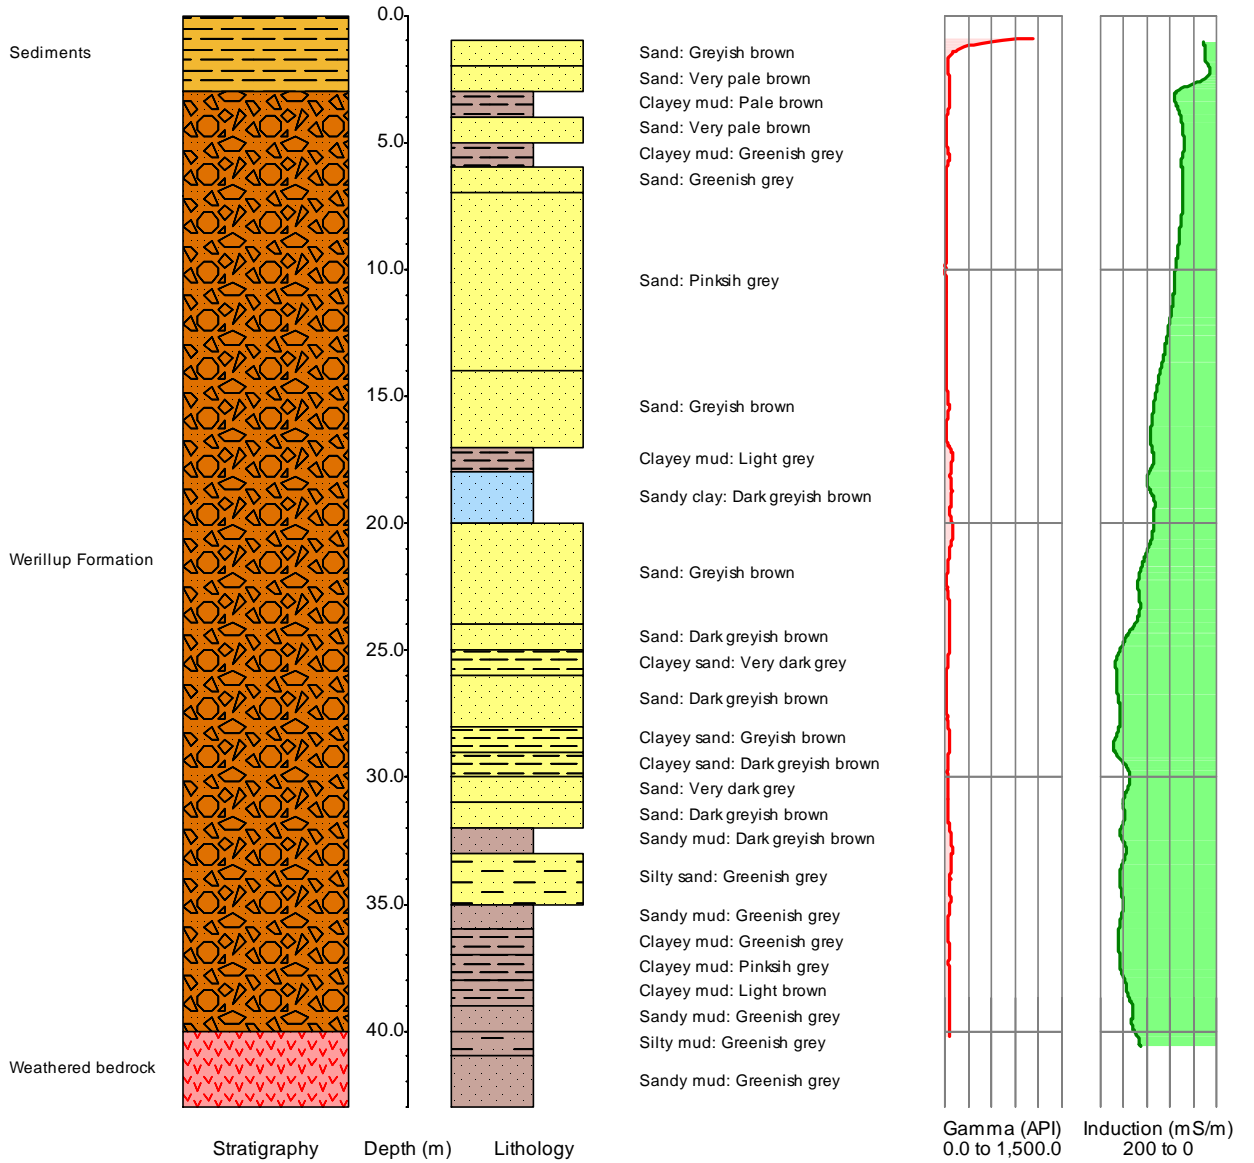 0.0
Sediments
Sand: Greyish brown
Sand: Very pale brown
Clayey mud: Pale brown
Sand: Very pale brown
5.0
Clayey mud: Greenish grey
Sand: Greenish grey
10.0
Sand: Pinksih grey
15.0
Sand: Greyish brown
Clayey mud: Light grey
Sandy clay: Dark greyish brown
20.0
Werillup Formation
Sand: Greyish brown
Sand: Dark greyish brown
25.0
Clayey sand: Very dark grey
Sand: Dark greyish brown
Clayey sand: Greyish brown
Clayey sand: Dark greyish brown
30.0
Sand: Very dark grey
Sand: Dark greyish brown
Sandy mud: Dark greyish brown
Silty sand: Greenish grey
35.0
Sandy mud: Greenish grey
Clayey mud: Greenish grey
Clayey mud: Pinksih grey
Clayey mud: Light brown
Sandy mud: Greenish grey
40.0
Silty mud: Greenish grey
Weathered bedrock
Sandy mud: Greenish grey
Stratigraphy
Depth (m)
Lithology
Gamma (API)
0.0 to 1,500.0
Induction (mS/m)
200 to 0